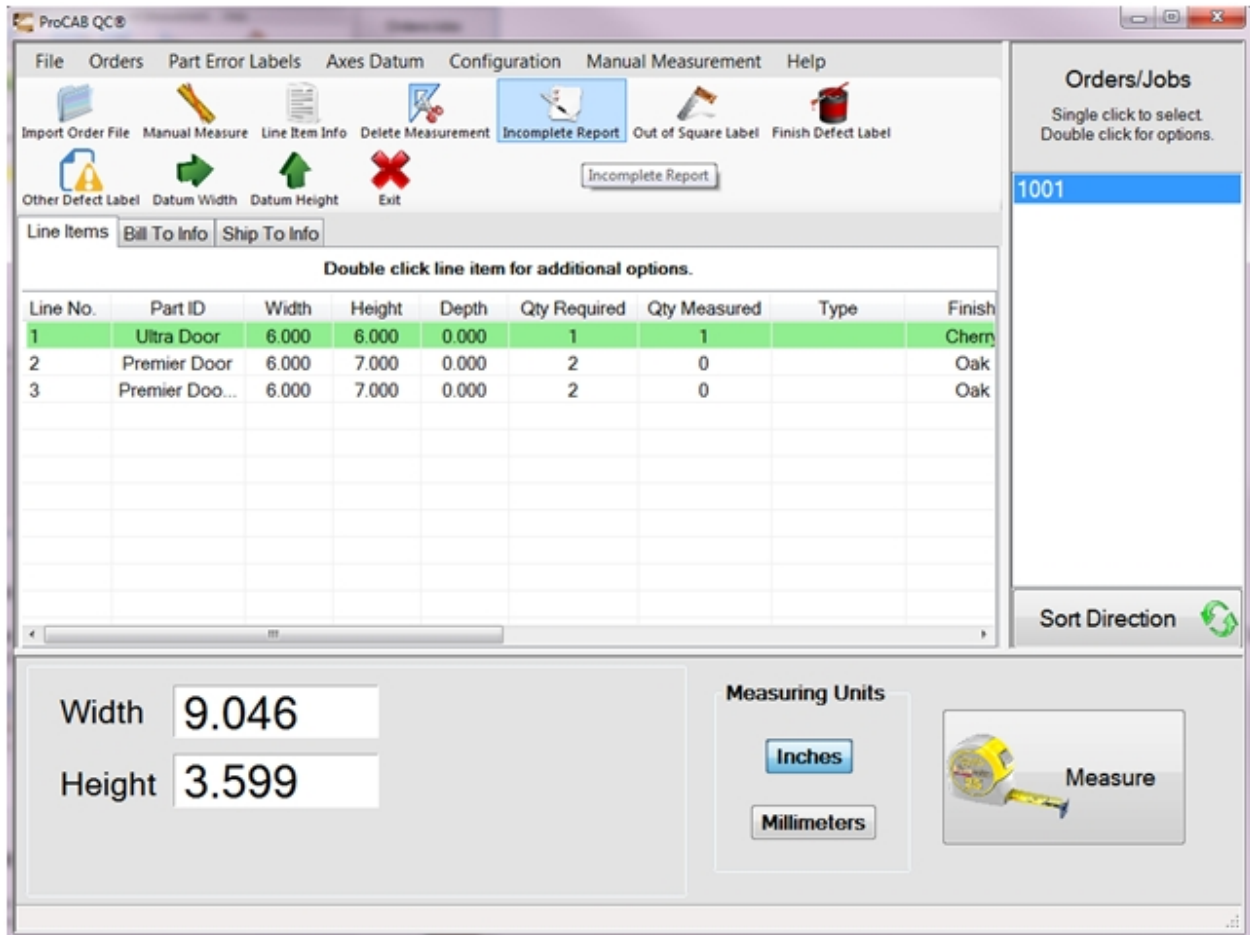 ProCAB QC®
File Orders Part Error Labels Axes Datum Configuration Manual Measurement Help
Import Order File Manual Measure Line Item Info Delete Measurement Incomplete Report Out of Square Label Finish Defect Label
Other Defect Label Datum Width Datum Height Exit
Incomplete Report
Line Items Bill To Info Ship To Info
Double click line item for additional options.
Line No. Part ID Width Height Depth Qty Required Qty Measured Type Finish
1 Ultra Door 6.000 6.000 0.000 1 1 Cherry
2 Premier Door 6.000 7.000 0.000 2 0 Oak
3 Premier Doo... 6.000 7.000 0.000 2 0 Oak
Orders/Jobs
Single click to select.
Double click for options.
1001
Sort Direction
Width 9.046
Height 3.599
Measuring Units
Inches
Millimeters
Measure